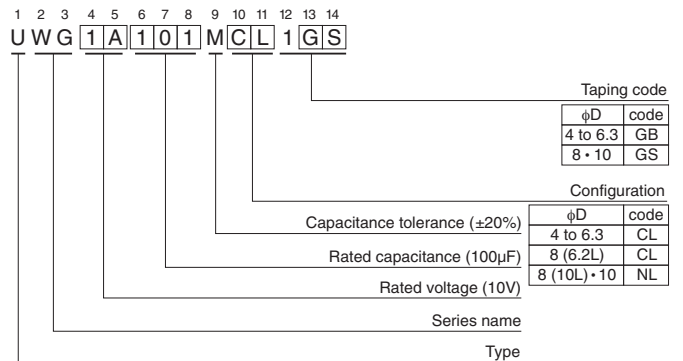 1 2 3 4 5 6 7 8 9 10 11 12 13 14
U W G 1 A 1 0 1 M C L 1 G S
Taping code
ϕD code
4 to 6.3 GB
8 • 10 GS
Configuration
ϕD code
4 to 6.3 CL
8 (6.2L) CL
8 (10L) • 10 NL
Capacitance tolerance (±20%)
Rated capacitance (100µF)
Rated voltage (10V)
Series name
Type